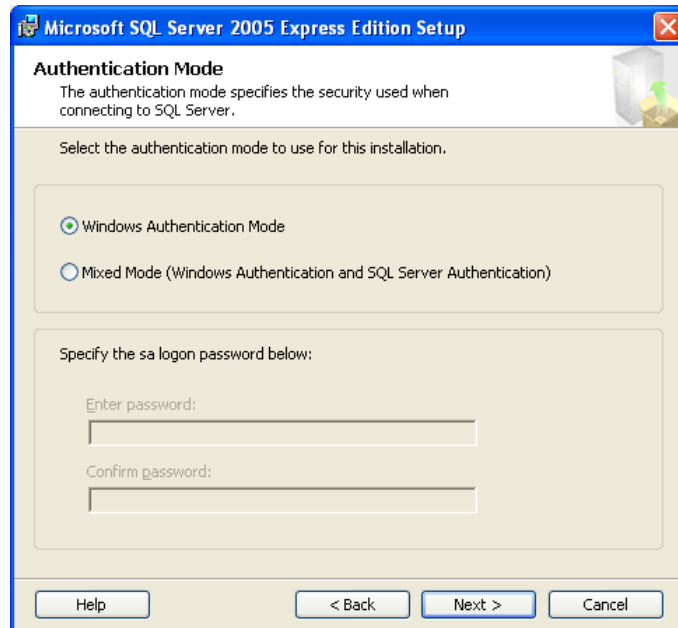 Microsoft SQL Server 2005 Express Edition Setup
Authentication Mode
The authentication mode specifies the security used when
connecting to SQL Server.
Select the authentication mode to use for this installation.
Windows Authentication Mode
Mixed Mode (Windows Authentication and SQL Server Authentication)
Specify the sa logon password below:
Enter password:
Confirm password:
Help < Back Next > Cancel